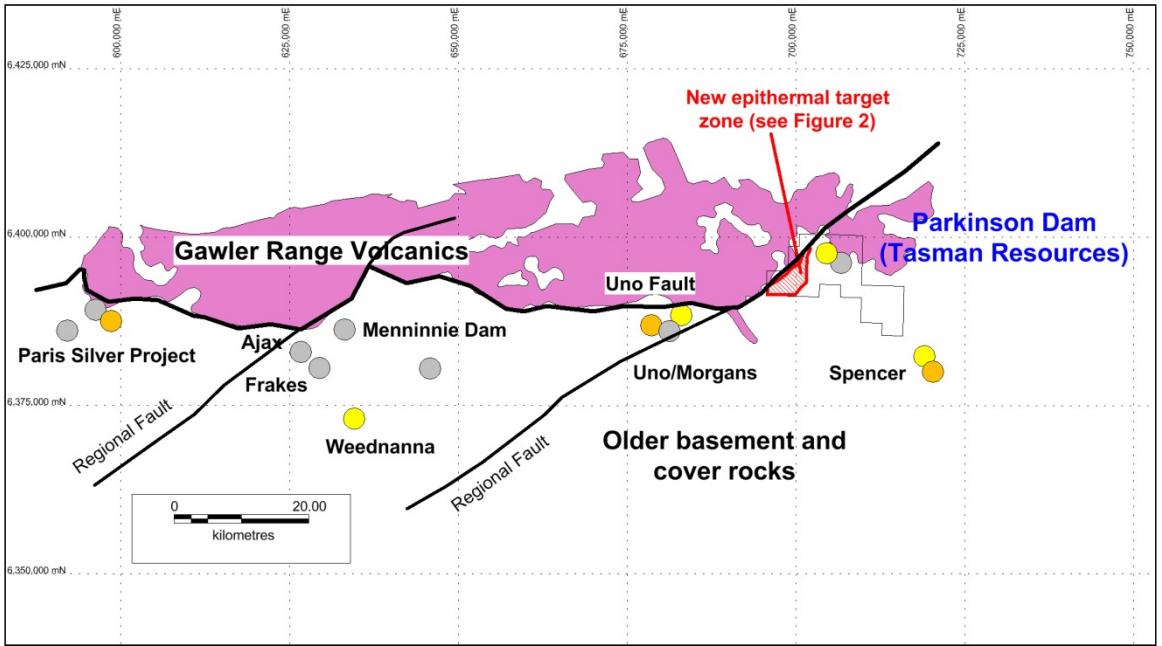 600,000 mE
625,000 mE
650,000 mE
675,000 mE
700,000 mE
725,000 mE
750,000 mE
6,425,000 mN
New epithermal target
zone (see Figure 2)
6,400,000 mN
Gawler Range Volcanics
Parkinson Dam
(Tasman Resources)
Uno Fault
Paris Silver Project
Ajax
Menninnie Dam
Frakes
Uno/Morgans
Spencer
6,375,000 mN
Regional Fault
Weednanna
Regional Fault
Older basement and
cover rocks
0 20.00
kilometres
6,350,000 mN